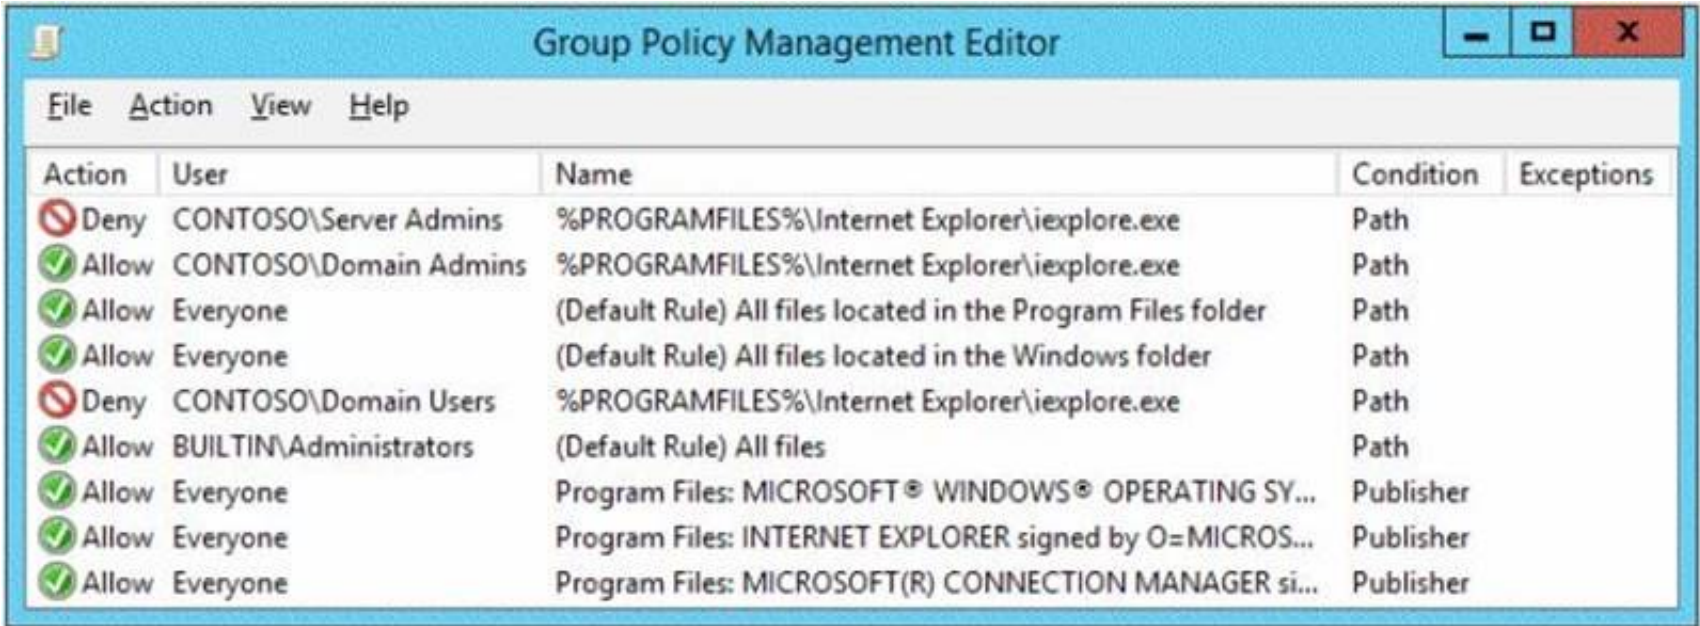 Group Policy Management Editor
File Action View Help
Action User Name Condition Exceptions
Deny CONTOSO\Server Admins %PROGRAMFILES%\Internet Explorer\iexplore.exe Path
Allow CONTOSO\Domain Admins %PROGRAMFILES%\Internet Explorer\iexplore.exe Path
Allow Everyone (Default Rule) All files located in the Program Files folder Path
Allow Everyone (Default Rule) All files located in the Windows folder Path
Deny CONTOSO\Domain Users %PROGRAMFILES%\Internet Explorer\iexplore.exe Path
Allow BUILTIN\Administrators (Default Rule) All files Path
Allow Everyone Program Files: MICROSOFT® WINDOWS® OPERATING SY... Publisher
Allow Everyone Program Files: INTERNET EXPLORER signed by O=MICROS... Publisher
Allow Everyone Program Files: MICROSOFT(R) CONNECTION MANAGER si... Publisher